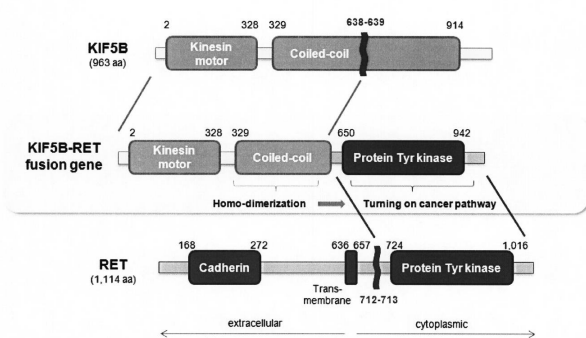 2 328 329 638-639 914
KIF5B
(963 aa)
Kinesin
motor
Coiled-coil
2 328 329 650 942
KIF5B-RET
fusion gene
Kinesin
motor
Coiled-coil
Protein Tyr kinase
Homo-dimerization
Turning on cancer pathway
168 272 636 657 724 1,016
RET
(1,114 aa)
Cadherin
Protein Tyr kinase
Trans-
membrane
712-713
extracellular
cytoplasmic